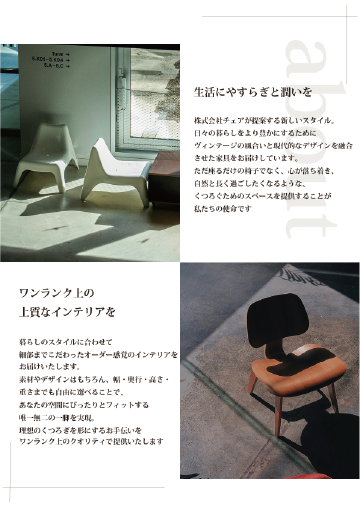 about
生活にやすらぎと潤いを
株式会社チェアが提案する新しいスタイル。
日々の暮らしをより豊かにするために
ヴィンテージの風合いと現代的なデザインを融合
させた家具をお届けしています。
ただ座るだけの椅子でなく、心が落ち着き、
自然と長く過ごしたくなるような、
くつろぐためのスペースを提供することが
私たちの使命です
ワンランク上の
上質なインテリアを
暮らしのスタイルに合わせて
細部までこだわったオーダー感覚のインテリアを
お届けいたします。
素材やデザインはもちろん、幅・奥行・高さ・
重さまでも自由に選べることで、
あなたの空間にぴったりとフィットする
唯一無二の一脚を実現。
理想のくつろぎを形にするお手伝いを
ワンランク上のクオリティで提供いたします